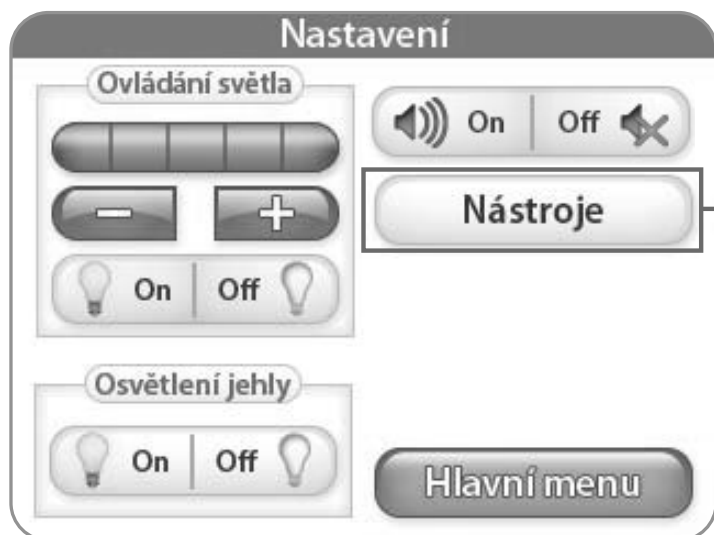 Nastavení
Ovládání světla
On Off
Nástroje
− +
On Off
Osvětlení jehly
On Off
Hlavní menu